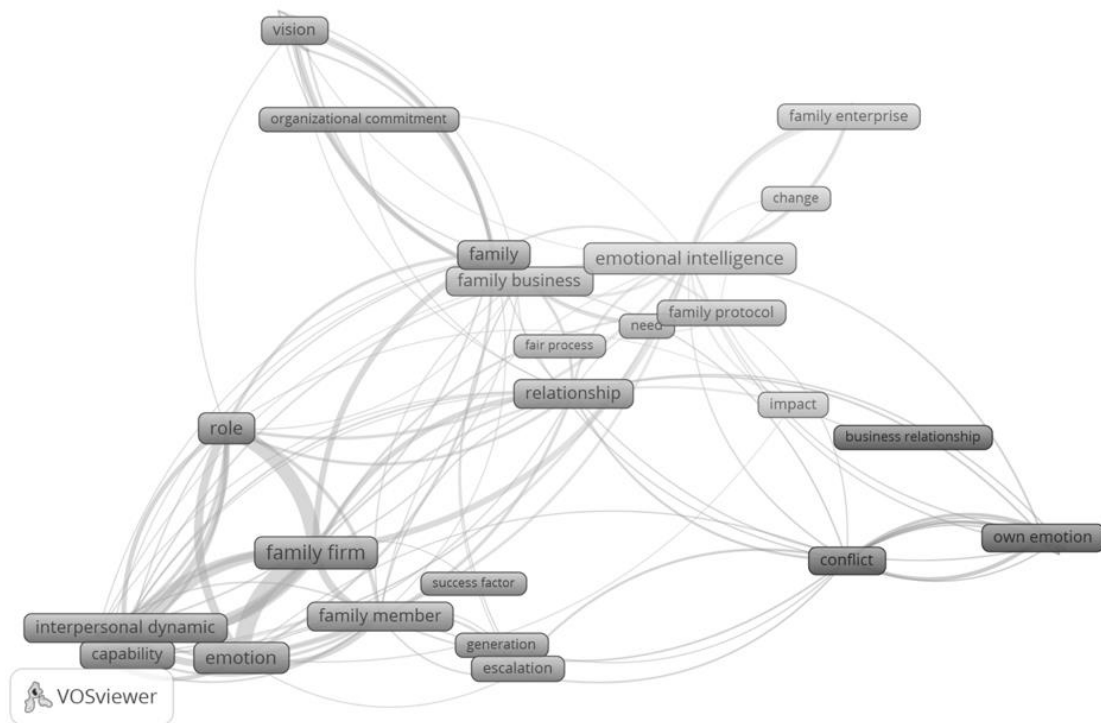 vision
organizational commitment
family enterprise
change
family
emotional intelligence
family business
family protocol
need
fair process
relationship
impact
role
business relationship
own emotion
family firm
conflict
success factor
family member
interpersonal dynamic
generation
capability
emotion
escalation
VOSviewer